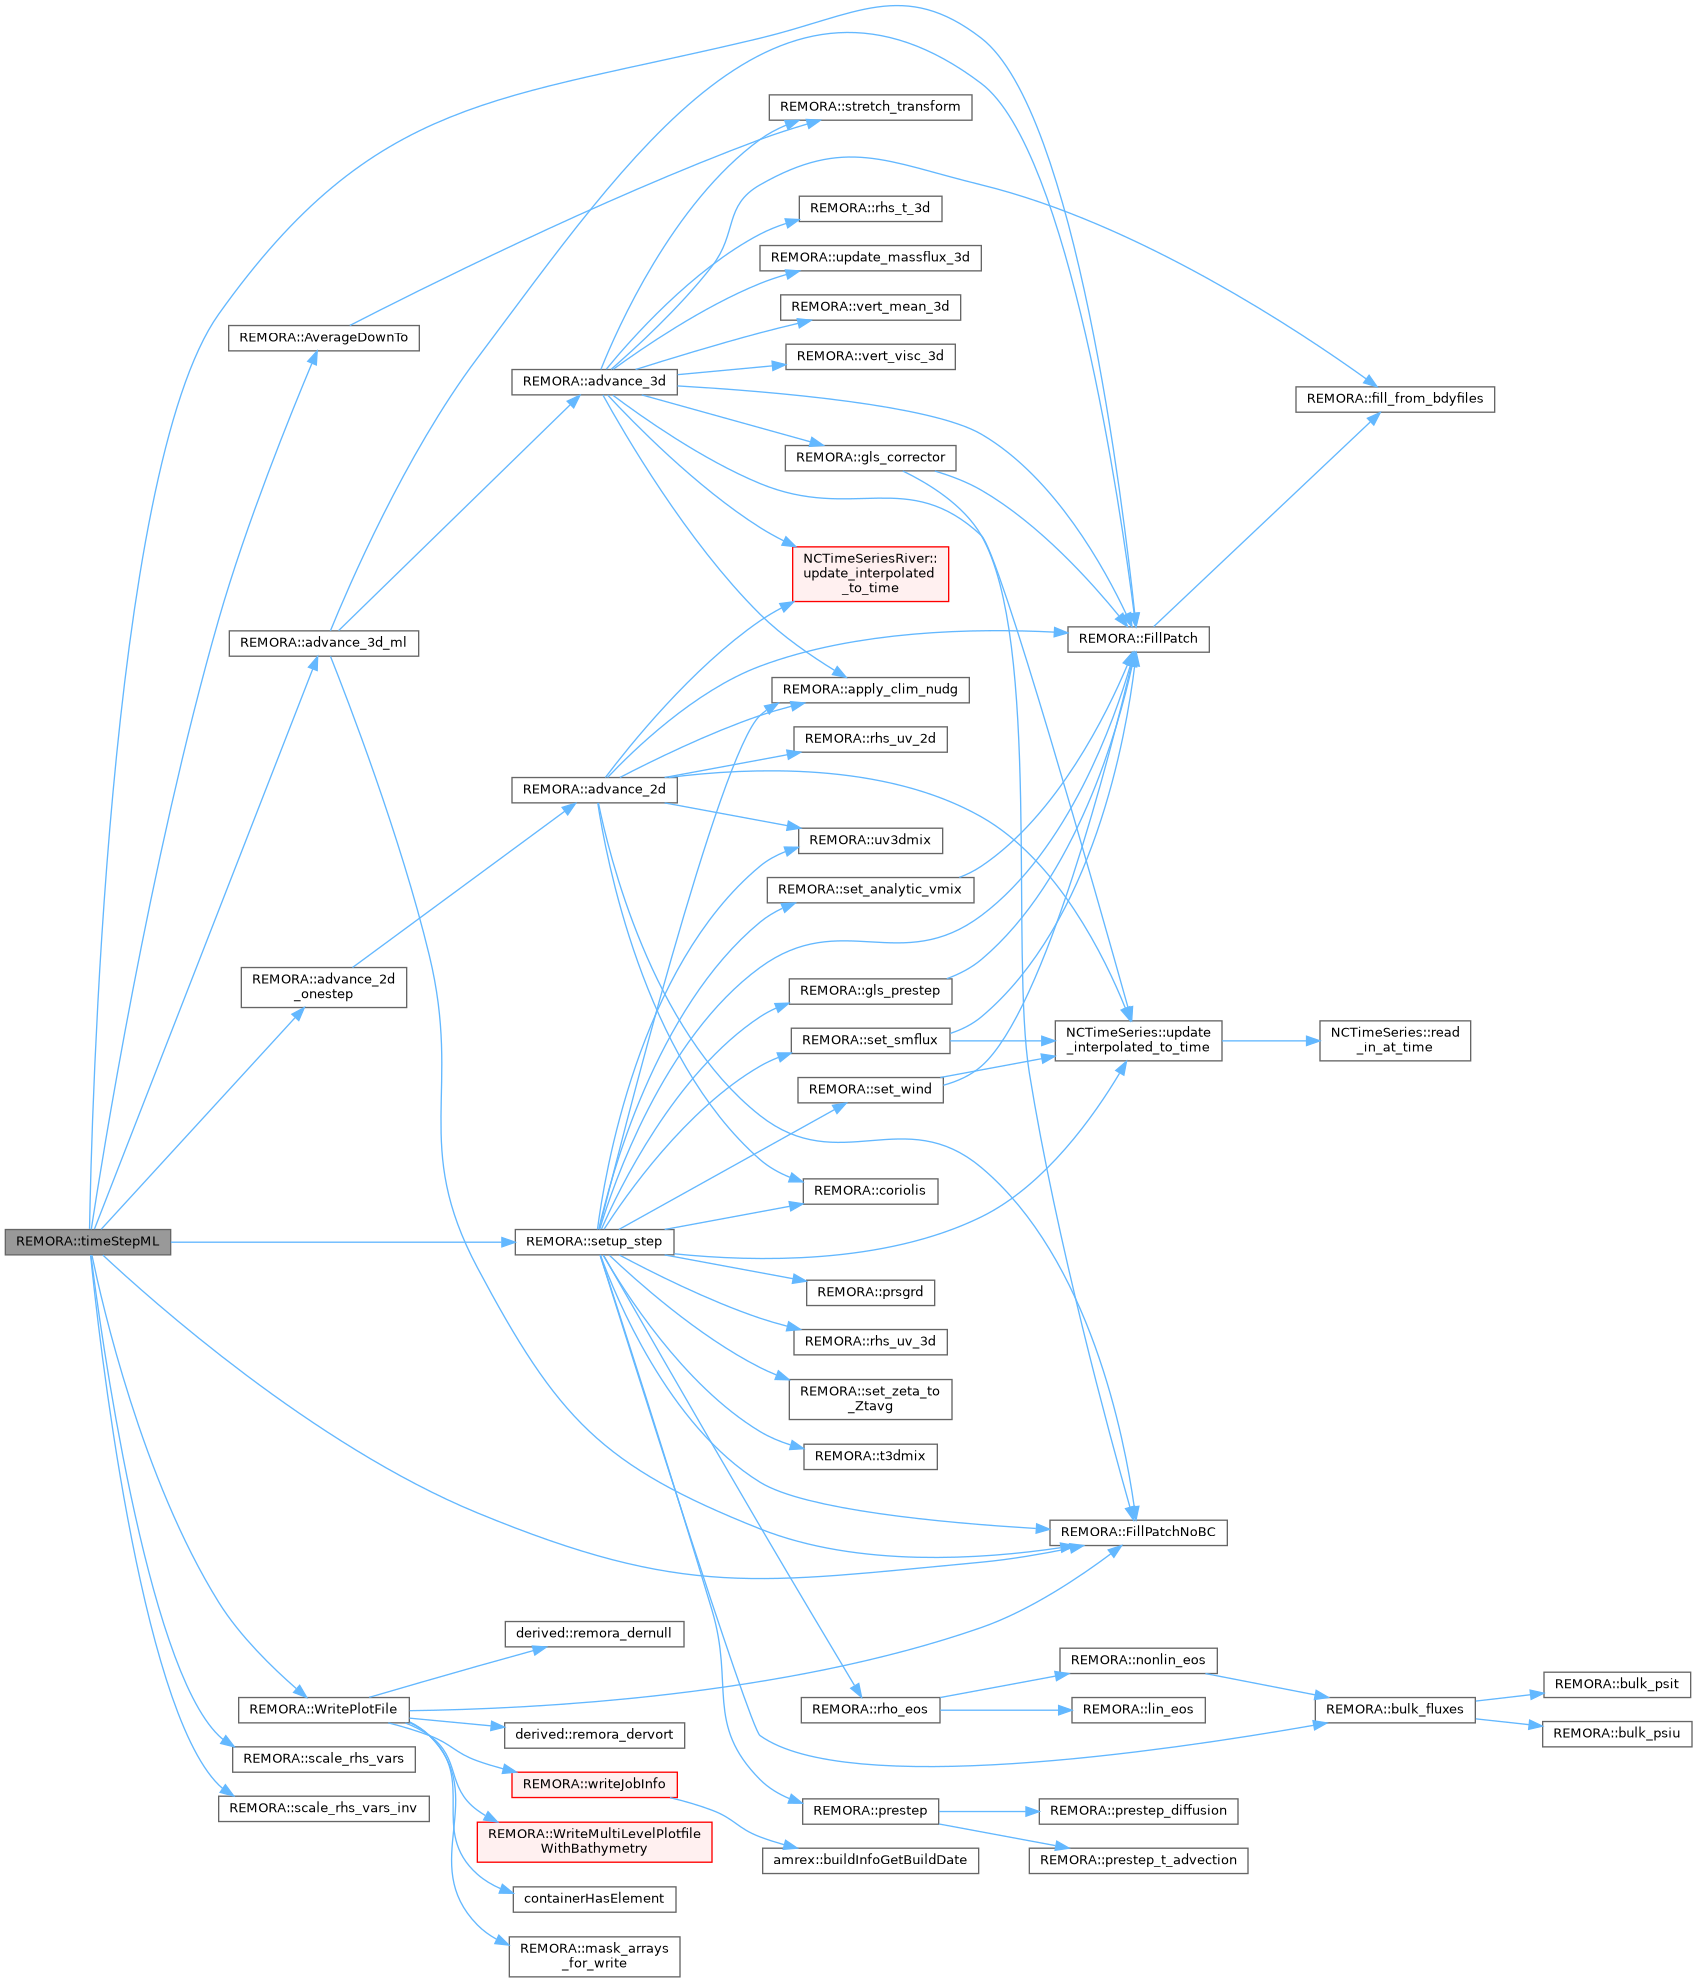 REMORA::stretch_transform
REMORA::rhs_t_3d
REMORA::update_massflux_3d
REMORA::vert_mean_3d
REMORA::AverageDownTo
REMORA::vert_visc_3d
REMORA::advance_3d
REMORA::fill_from_bdyfiles
REMORA::gls_corrector
NCTimeSeriesRiver::
update_interpolated
_to_time
REMORA::FillPatch
REMORA::advance_3d_ml
REMORA::apply_clim_nudg
REMORA::rhs_uv_2d
REMORA::advance_2d
REMORA::uv3dmix
REMORA::set_analytic_vmix
REMORA::advance_2d
_onestep
REMORA::gls_prestep
REMORA::set_smflux
NCTimeSeries::update
_interpolated_to_time
NCTimeSeries::read
_in_at_time
REMORA::set_wind
REMORA::coriolis
REMORA::timeStepML
REMORA::setup_step
REMORA::prsgrd
REMORA::rhs_uv_3d
REMORA::set_zeta_to
_Ztavg
REMORA::t3dmix
REMORA::FillPatchNoBC
derived::remora_dernull
REMORA::nonlin_eos
REMORA::bulk_psit
REMORA::WritePlotFile
REMORA::rho_eos
REMORA::lin_eos
REMORA::bulk_fluxes
derived::remora_dervort
REMORA::bulk_psiu
REMORA::scale_rhs_vars
REMORA::writeJobInfo
REMORA::scale_rhs_vars_inv
REMORA::prestep
REMORA::prestep_diffusion
REMORA::WriteMultiLevelPlotfile
WithBathymetry
amrex::buildInfoGetBuildDate
REMORA::prestep_t_advection
containerHasElement
REMORA::mask_arrays
_for_write